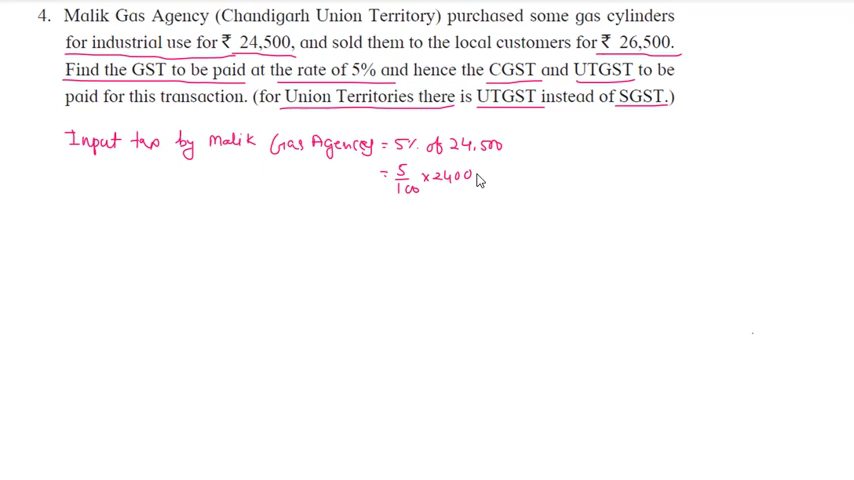 4. Malik Gas Agency (Chandigarh Union Territory) purchased some gas cylinders
for industrial use for ₹ 24,500, and sold them to the local customers for ₹ 26,500.
Find the GST to be paid at the rate of 5% and hence the CGST and UTGST to be
paid for this transaction. (for Union Territories there is UTGST instead of SGST.)
Input tax by Malik Gas Agency = 5% of 24,500
= 5/100 × 2400